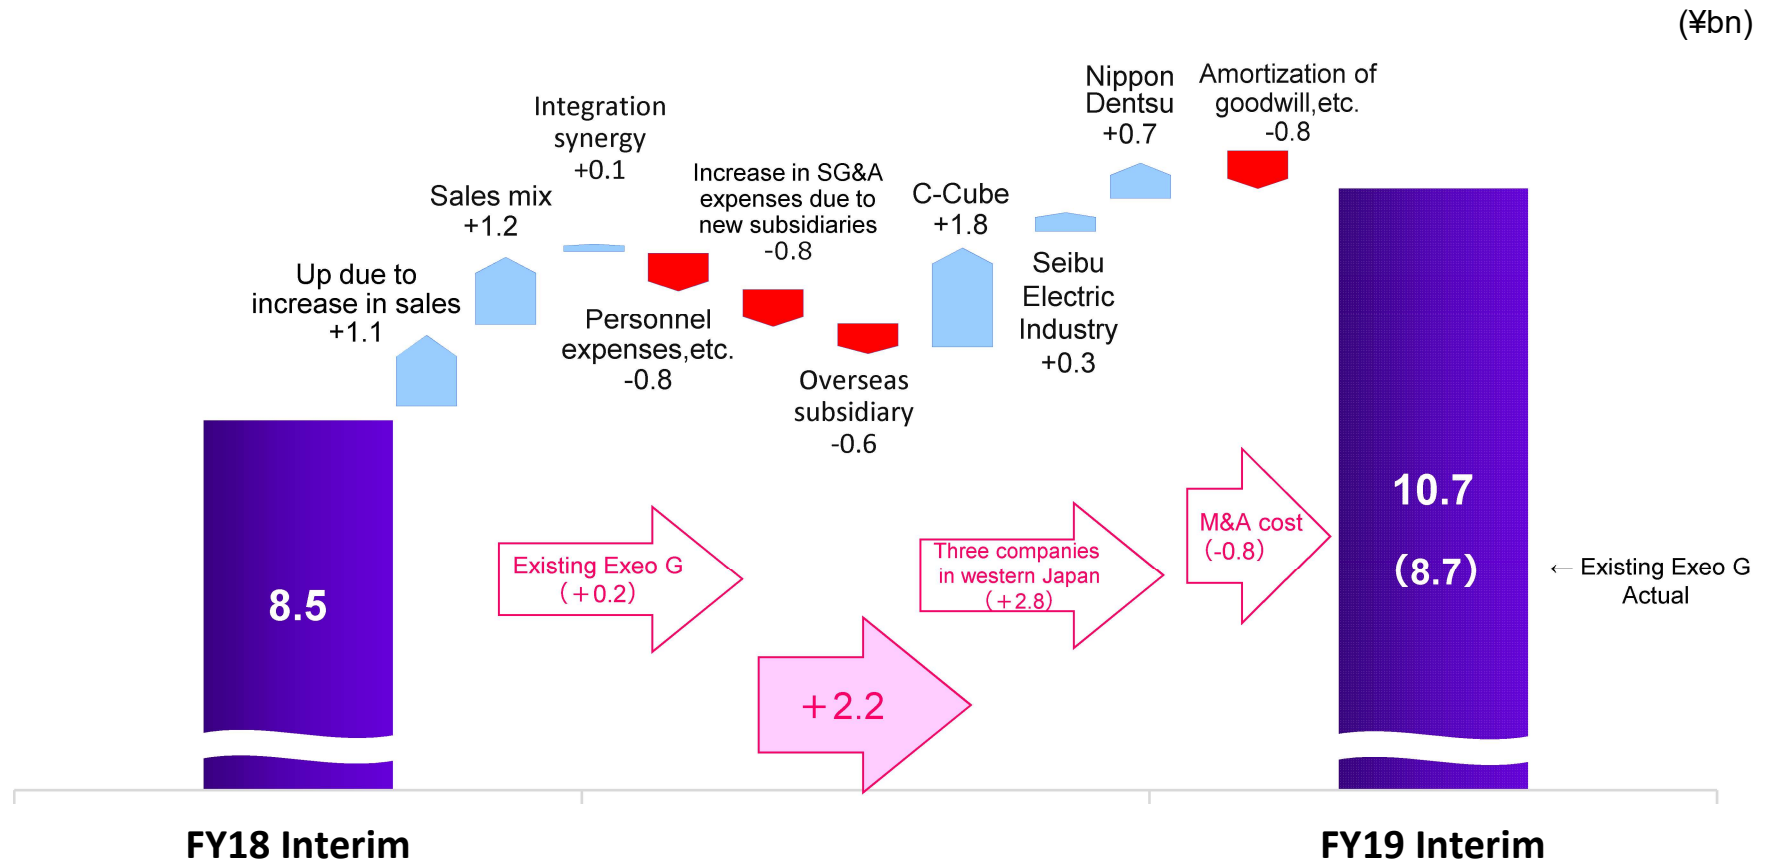 (¥bn)
Up due to
increase in sales
+1.1
Sales mix
+1.2
Integration
synergy
+0.1
Personnel
expenses,etc.
-0.8
Increase in SG&A
expenses due to
new subsidiaries
-0.8
Overseas
subsidiary
-0.6
C-Cube
+1.8
Seibu
Electric
Industry
+0.3
Nippon
Dentsu
+0.7
Amortization of
goodwill,etc.
-0.8
8.5
Existing Exeo G
（＋0.2）
＋2.2
Three companies
in western Japan
（＋2.8）
M&A cost
（-0.8）
10.7
（8.7）
← Existing Exeo G
Actual
FY18 Interim
FY19 Interim